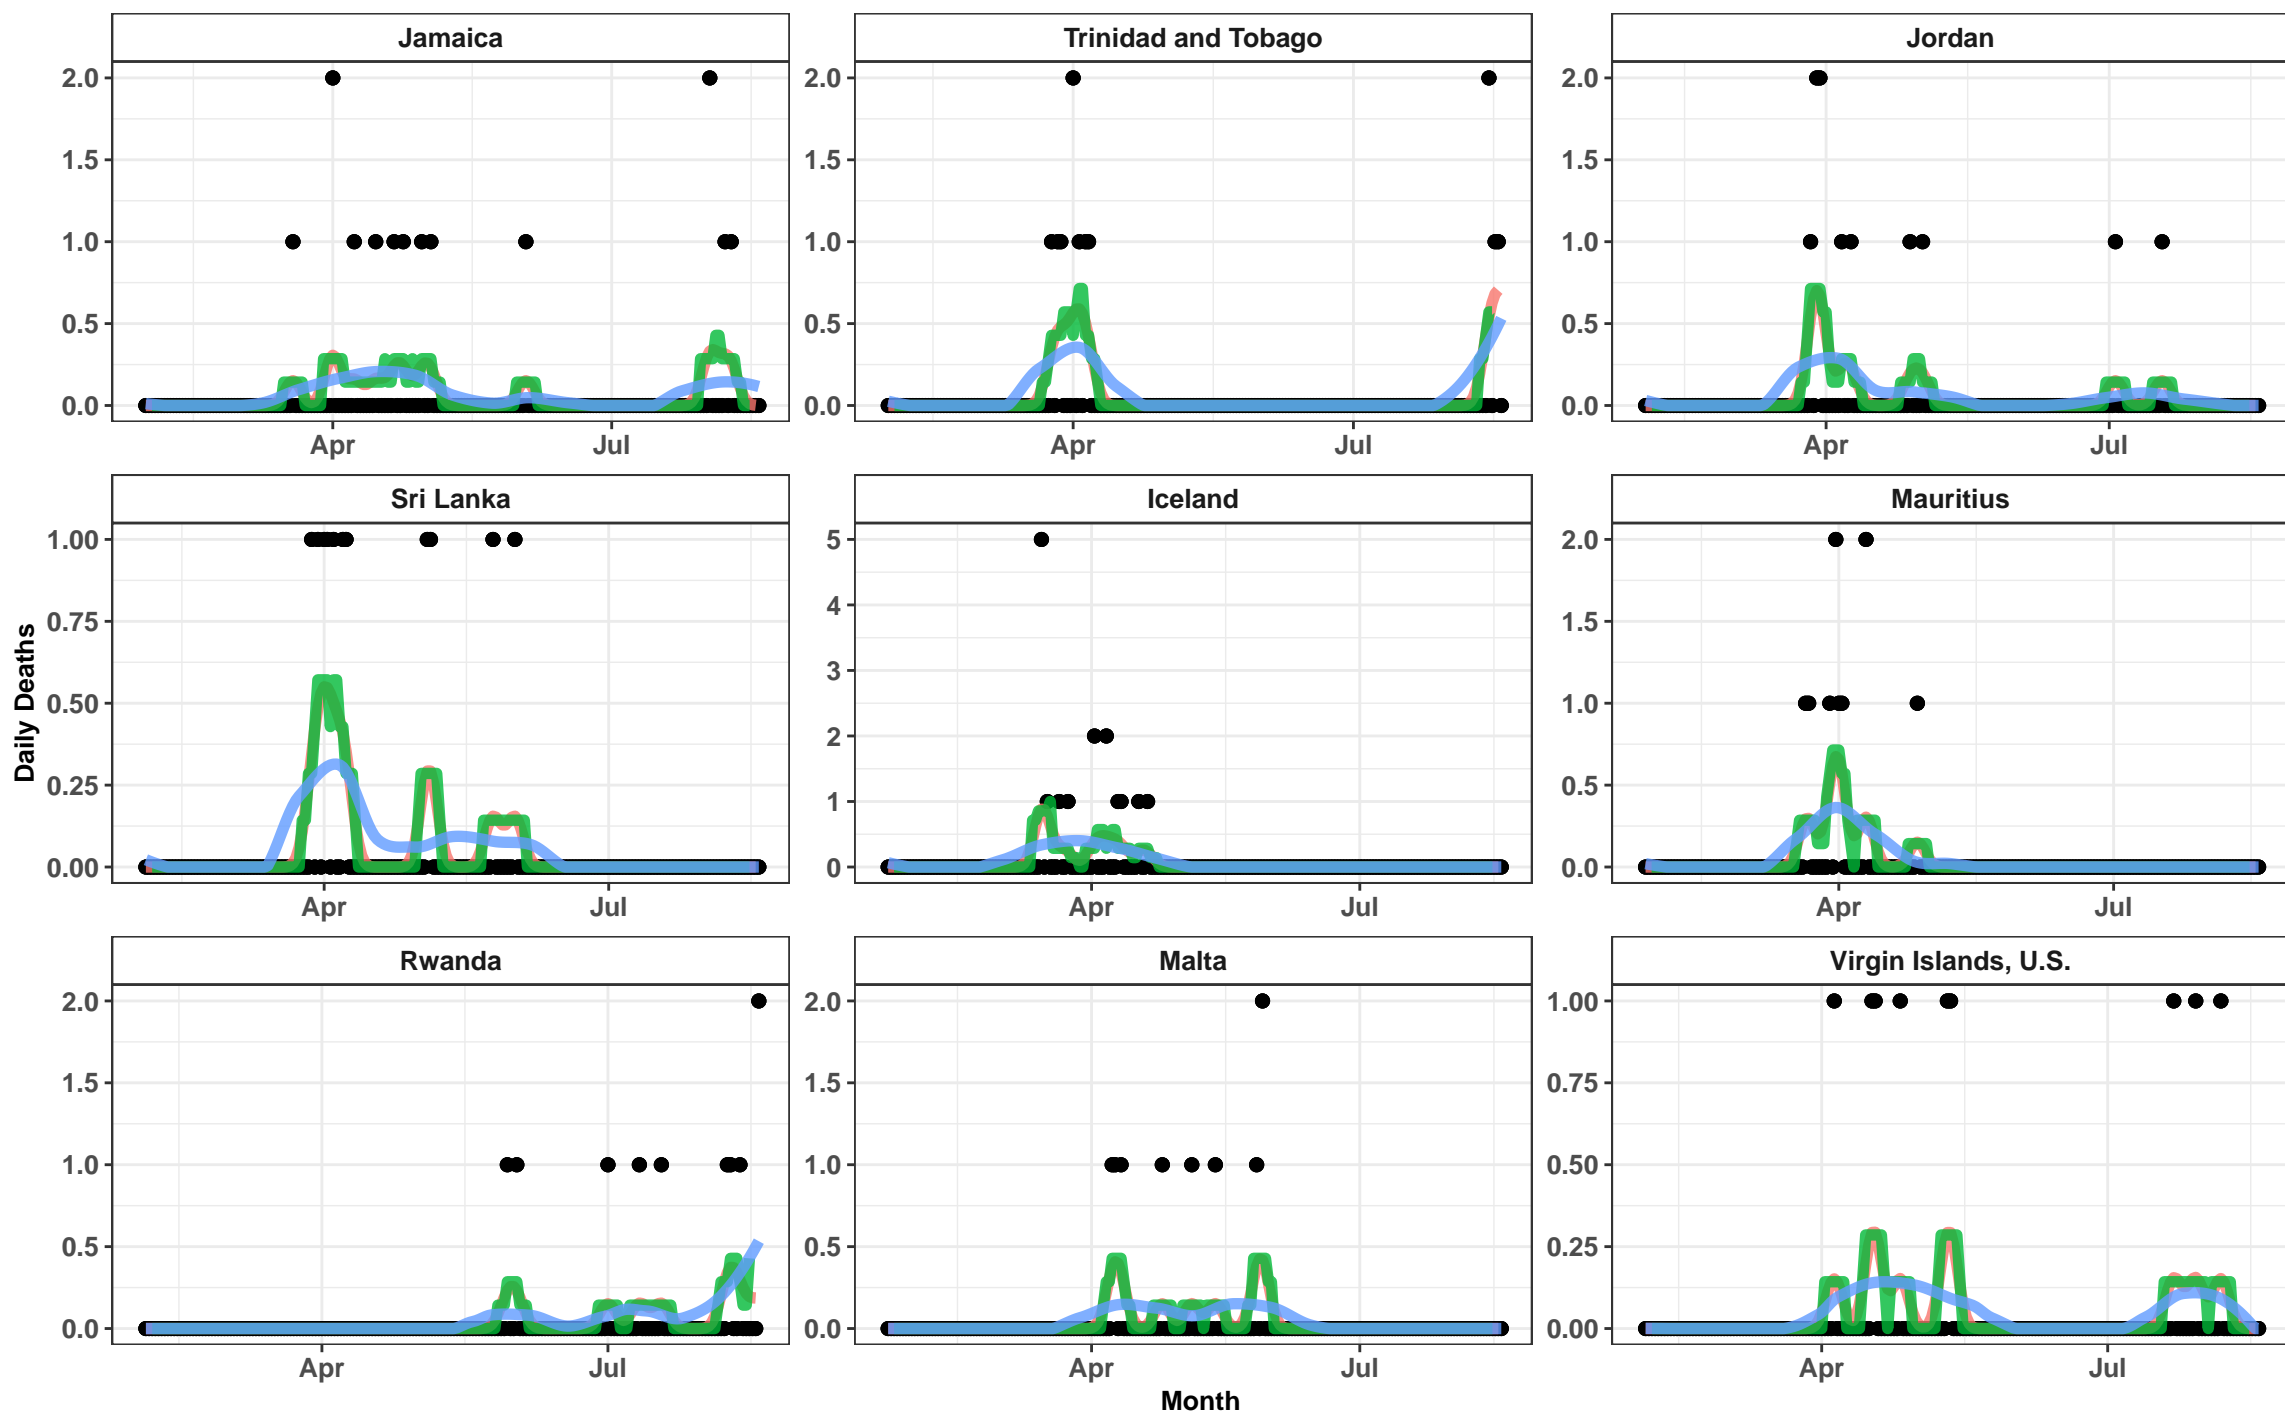 Jamaica
Trinidad and Tobago
Jordan
2.0
1.5
1.0
0.5
0.0
Apr
Jul
2.0
1.5
1.0
0.5
0.0
Apr
Jul
2.0
1.5
1.0
0.5
0.0
Apr
Jul
Daily Deaths
Sri Lanka
Iceland
Mauritius
1.00
0.75
0.50
0.25
0.00
Apr
Jul
5
4
3
2
1
0
Apr
Jul
2.0
1.5
1.0
0.5
0.0
Apr
Jul
Rwanda
Malta
Virgin Islands, U.S.
2.0
1.5
1.0
0.5
0.0
Apr
Jul
2.0
1.5
1.0
0.5
0.0
Apr
Jul
1.00
0.75
0.50
0.25
0.00
Apr
Jul
Month